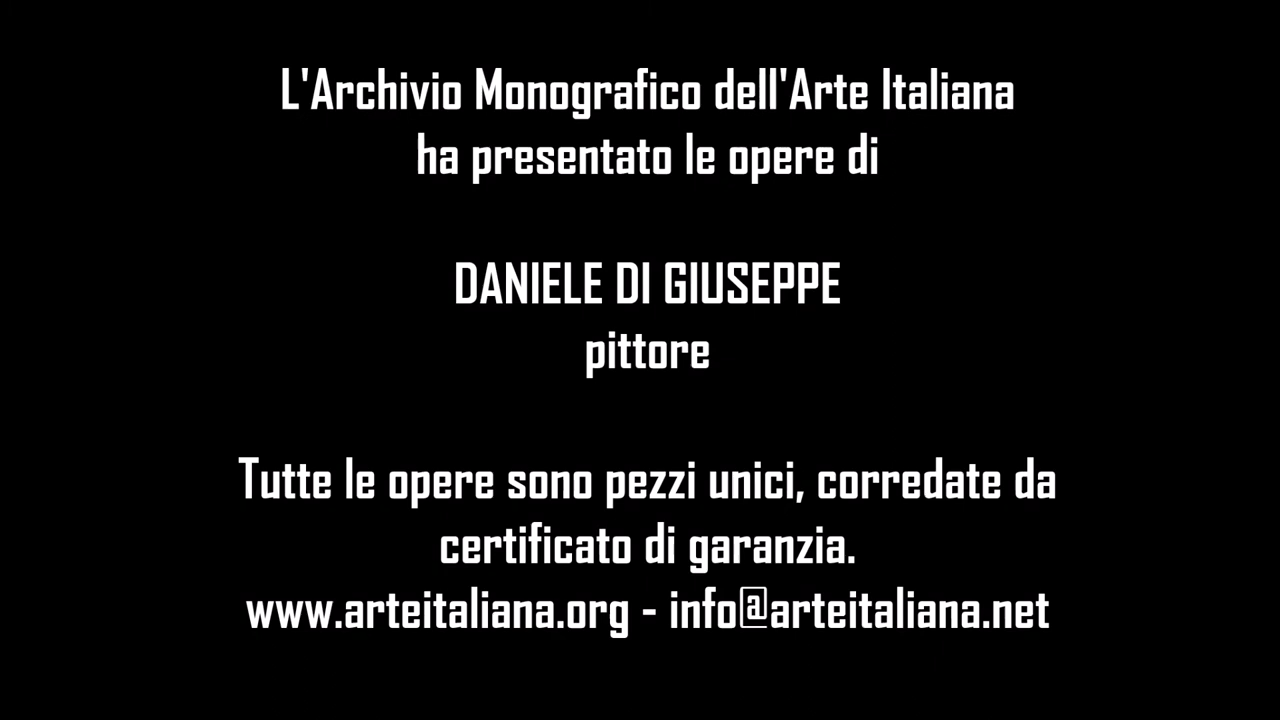 L'Archivio Monografico dell'Arte Italiana
ha presentato le opere di
DANIELE DI GIUSEPPE
pittore
Tutte le opere sono pezzi unici, corredate da
certificato di garanzia.
www.arteitaliana.org - info@arteitaliana.net